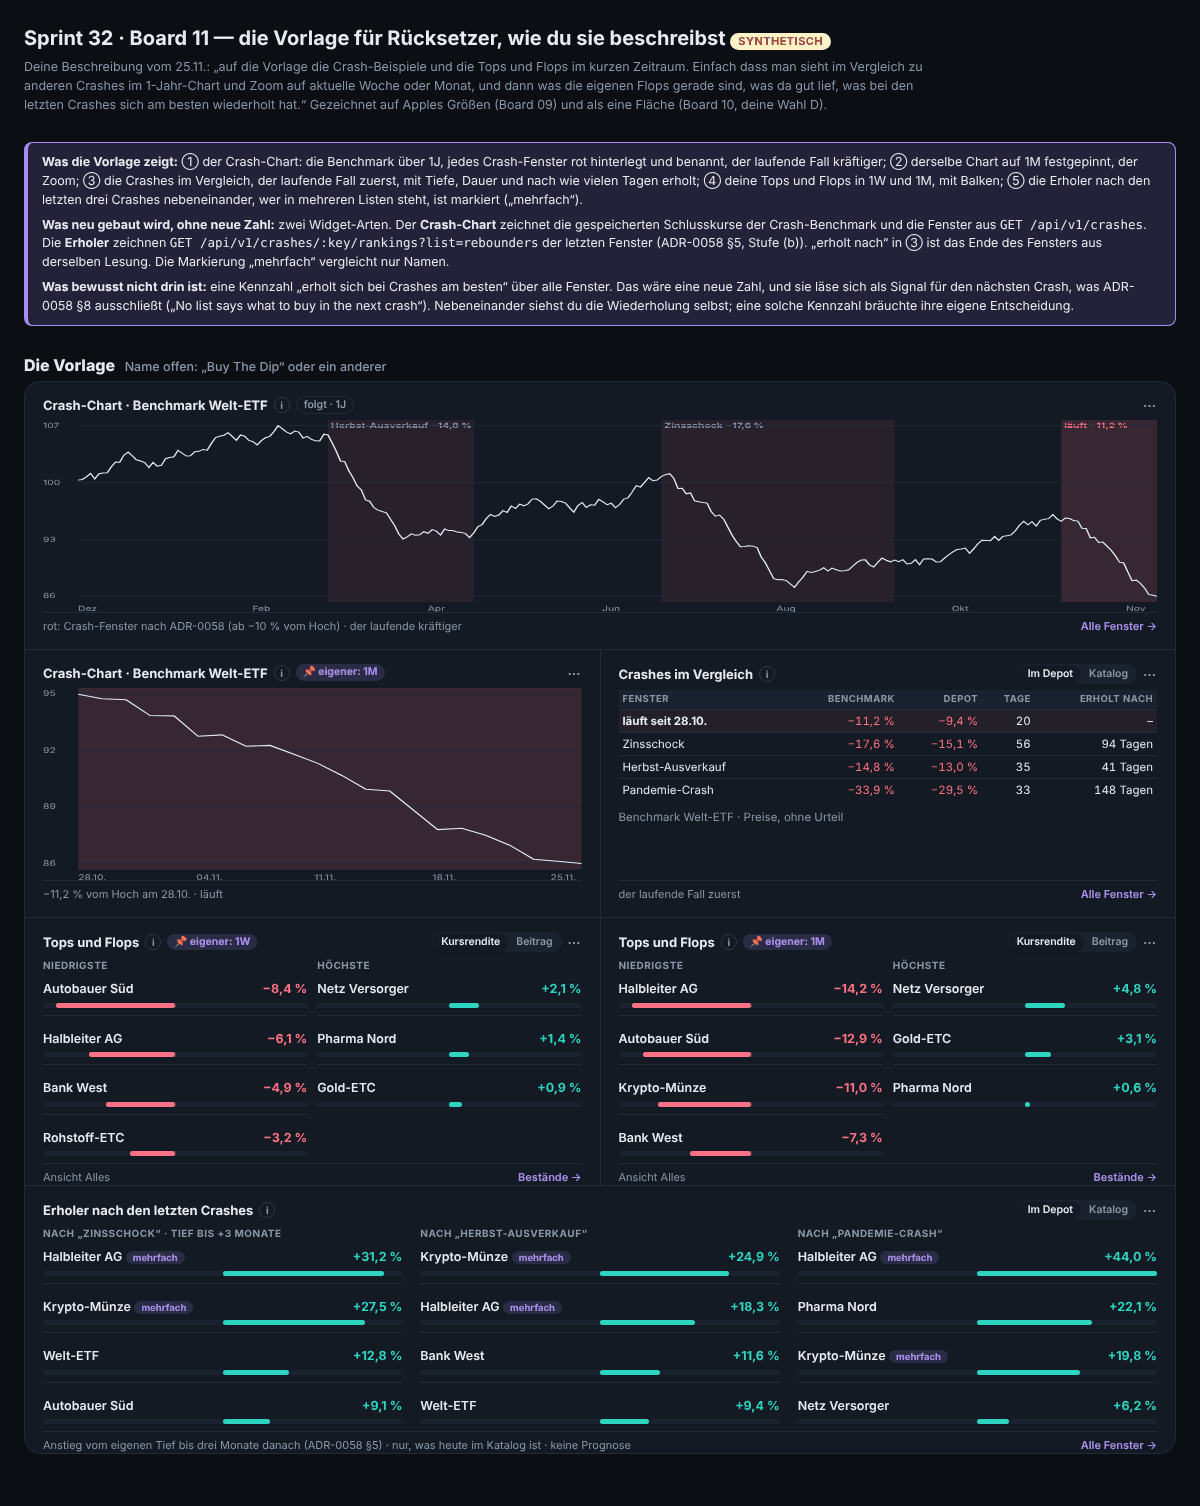 Sprint 32 · Board 11 — die Vorlage für Rücksetzer, wie du sie beschreibst SYNTHETISCH
Deine Beschreibung vom 25.11.: „auf die Vorlage die Crash-Beispiele und die Tops und Flops im kurzen Zeitraum. Einfach dass man sieht im Vergleich zu
anderen Crashes im 1-Jahr-Chart und Zoom auf aktuelle Woche oder Monat, und dann was die eigenen Flops gerade sind, was da gut lief, was bei den
letzten Crashes sich am besten wiederholt hat.“ Gezeichnet auf Apples Größen (Board 09) und als eine Fläche (Board 10, deine Wahl D).
Was die Vorlage zeigt: ① der Crash-Chart: die Benchmark über 1J, jedes Crash-Fenster rot hinterlegt und benannt, der laufende Fall kräftiger; ② derselbe Chart auf 1M festgepinnt, der
Zoom; ③ die Crashes im Vergleich, der laufende Fall zuerst, mit Tiefe, Dauer und nach wie vielen Tagen erholt; ④ deine Tops und Flops in 1W und 1M, mit Balken; ⑤ die Erholer nach den
letzten drei Crashes nebeneinander, wer in mehreren Listen steht, ist markiert („mehrfach“).
Was neu gebaut wird, ohne neue Zahl: zwei Widget-Arten. Der Crash-Chart zeichnet die gespeicherten Schlusskurse der Crash-Benchmark und die Fenster aus GET /api/v1/crashes.
Die Erholer zeichnen GET /api/v1/crashes/:key/rankings?list=rebounders der letzten Fenster (ADR-0058 §5, Stufe (b)). „erholt nach“ in ③ ist das Ende des Fensters aus
derselben Lesung. Die Markierung „mehrfach“ vergleicht nur Namen.
Was bewusst nicht drin ist: eine Kennzahl „erholt sich bei Crashes am besten“ über alle Fenster. Das wäre eine neue Zahl, und sie läse sich als Signal für den nächsten Crash, was ADR-
0058 §8 ausschließt („No list says what to buy in the next crash“). Nebeneinander siehst du die Wiederholung selbst; eine solche Kennzahl bräuchte ihre eigene Entscheidung.
Die Vorlage Name offen: „Buy The Dip“ oder ein anderer
Crash-Chart · Benchmark Welt-ETF i folgt · 1J ···
107
Herbst-Ausverkauf −14,8 % Zinsschock −17,6 % läuft −11,2 %
100
93
86
Dez Feb Apr Jun Aug Okt Nov
rot: Crash-Fenster nach ADR-0058 (ab −10 % vom Hoch) · der laufende kräftiger Alle Fenster →
Crash-Chart · Benchmark Welt-ETF i 📌 eigener: 1M ···
95
92
89
86
28.10. 04.11. 11.11. 18.11. 25.11.
−11,2 % vom Hoch am 28.10. · läuft
Crashes im Vergleich i Im Depot Katalog ···
FENSTER BENCHMARK DEPOT TAGE ERHOLT NACH
läuft seit 28.10. −11,2 % −9,4 % 20 –
Zinsschock −17,6 % −15,1 % 56 94 Tagen
Herbst-Ausverkauf −14,8 % −13,0 % 35 41 Tagen
Pandemie-Crash −33,9 % −29,5 % 33 148 Tagen
Benchmark Welt-ETF · Preise, ohne Urteil
der laufende Fall zuerst Alle Fenster →
Tops und Flops i 📌 eigener: 1W Kursrendite Beitrag ···
NIEDRIGSTE HÖCHSTE
Autobauer Süd −8,4 % Netz Versorger +2,1 %
Halbleiter AG −6,1 % Pharma Nord +1,4 %
Bank West −4,9 % Gold-ETC +0,9 %
Rohstoff-ETC −3,2 %
Ansicht Alles Bestände →
Tops und Flops i 📌 eigener: 1M Kursrendite Beitrag ···
NIEDRIGSTE HÖCHSTE
Halbleiter AG −14,2 % Netz Versorger +4,8 %
Autobauer Süd −12,9 % Gold-ETC +3,1 %
Krypto-Münze −11,0 % Pharma Nord +0,6 %
Bank West −7,3 %
Ansicht Alles Bestände →
Erholer nach den letzten Crashes i Im Depot Katalog ···
NACH „ZINSSCHOCK“ · TIEF BIS +3 MONATE NACH „HERBST-AUSVERKAUF“ NACH „PANDEMIE-CRASH“
Halbleiter AG mehrfach +31,2 % Krypto-Münze mehrfach +24,9 % Halbleiter AG mehrfach +44,0 %
Krypto-Münze mehrfach +27,5 % Halbleiter AG mehrfach +18,3 % Pharma Nord +22,1 %
Welt-ETF +12,8 % Bank West +11,6 % Krypto-Münze mehrfach +19,8 %
Autobauer Süd +9,1 % Welt-ETF +9,4 % Netz Versorger +6,2 %
Anstieg vom eigenen Tief bis drei Monate danach (ADR-0058 §5) · nur, was heute im Katalog ist · keine Prognose Alle Fenster →